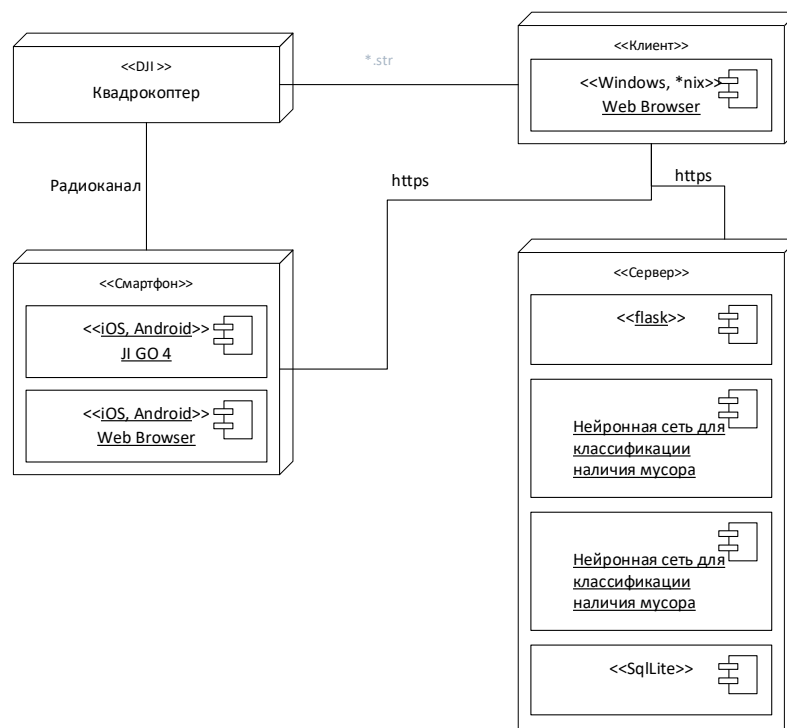 <<DJI >>
Квадрокоптер
*.str
<<Клиент>>
<<Windows, *nix>>
Web Browser
Радиоканал
https
https
<<Смартфон>>
<<iOS, Android>>
JI GO 4
<<iOS, Android>>
Web Browser
<<Сервер>>
<<flask>>
Нейронная сеть для
классификации
наличия мусора
Нейронная сеть для
классификации
наличия мусора
<<SqlLite>>